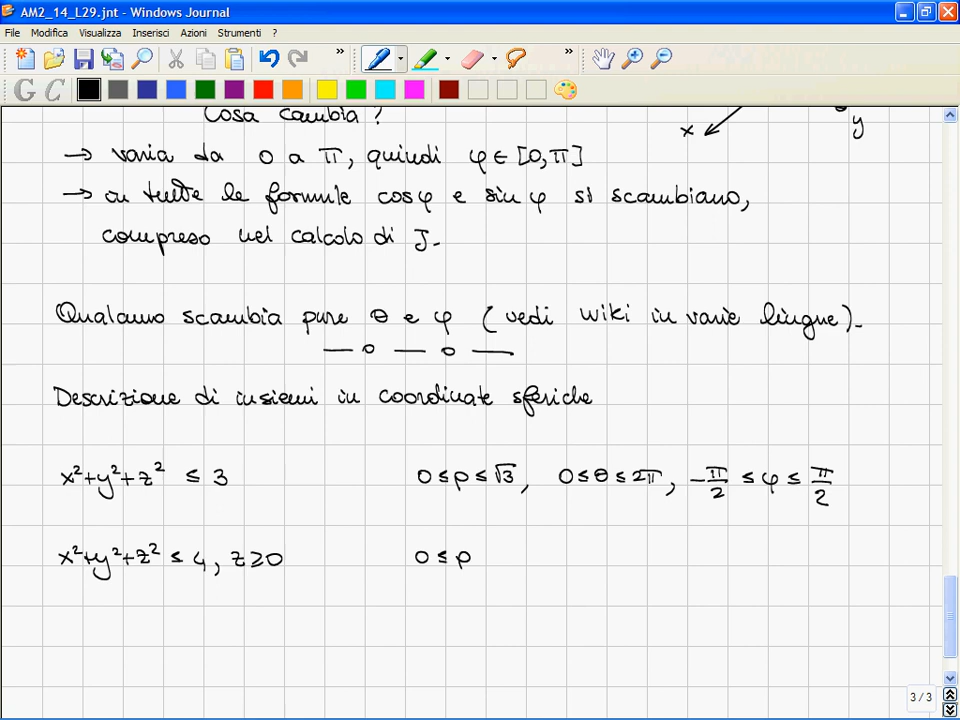 AM2_14_L29.jnt - Windows Journal
File Modifica Visualizza Inserisci Azioni Strumenti ?
G C
Cosa cambia?
x y
→ varia da 0 a π, quindi φ ∈ [0,π]
→ in tutte le formule cosφ e sin φ si scambiano,
compreso nel calcolo di J.
Qualcuno scambia pure θ e φ (vedi wiki in varie lingue).
— o — o —
Descrizione di insiemi in coordinate sferiche
x²+y²+z² ≤ 3 0 ≤ ρ ≤ √3, 0 ≤ θ ≤ 2π, -π/2 ≤ φ ≤ π/2
x²+y²+z² ≤ 4, z ≥ 0 0 ≤ ρ
3 / 3